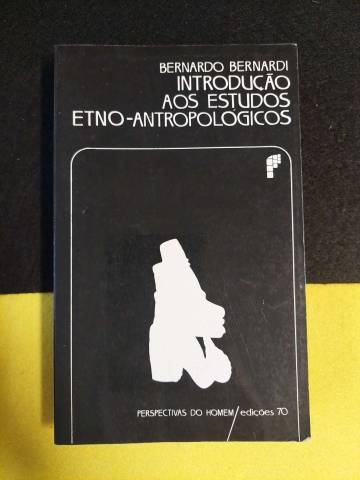 BERNARDO BERNARDI
INTRODUÇÃO
AOS ESTUDOS
ETNO-ANTROPOLÓGICOS
PERSPECTIVAS DO HOMEM/edições 70